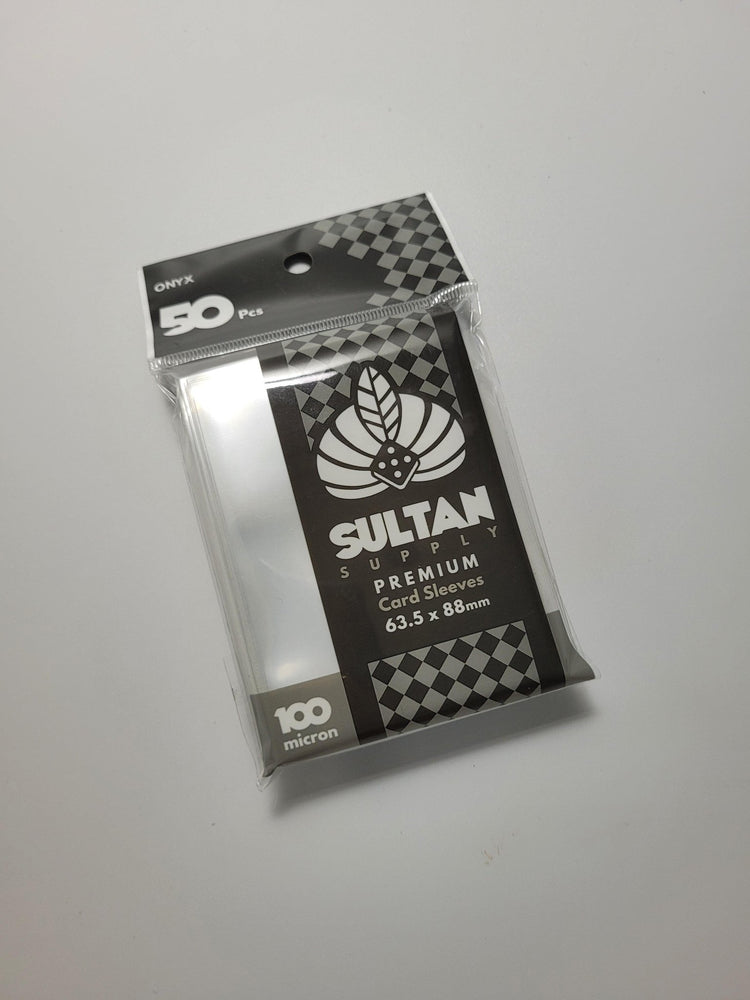 ONYX
50 Pcs
SULTAN
SUPPLY
PREMIUM
Card Sleeves
63.5 x 88mm
100
micron